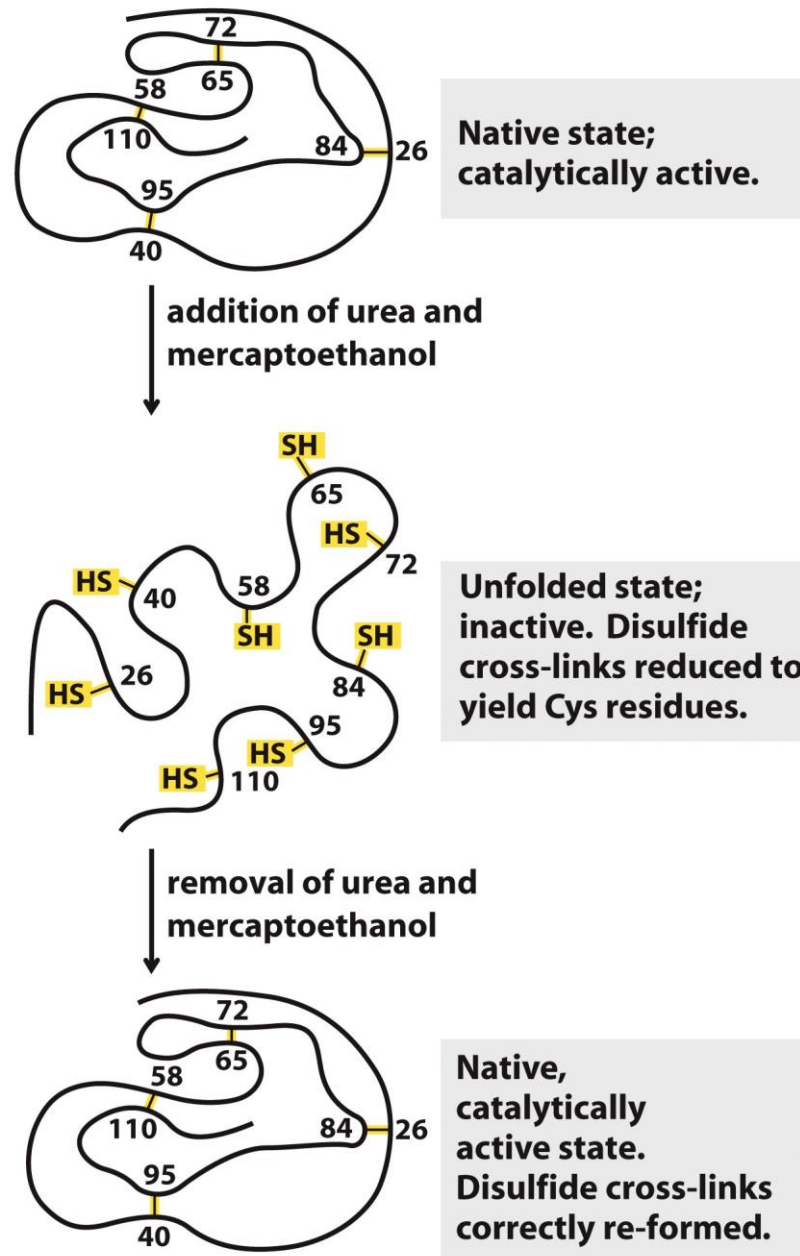 72
65
58
110
84
26
95
40
Native state;
catalytically active.
addition of urea and
mercaptoethanol
SH
65
HS
72
HS
40
58
SH
SH
84
26
HS
95
HS
HS
110
Unfolded state;
inactive. Disulfide
cross-links reduced to
yield Cys residues.
removal of urea and
mercaptoethanol
72
65
58
110
84
26
95
40
Native,
catalytically
active state.
Disulfide cross-links
correctly re-formed.